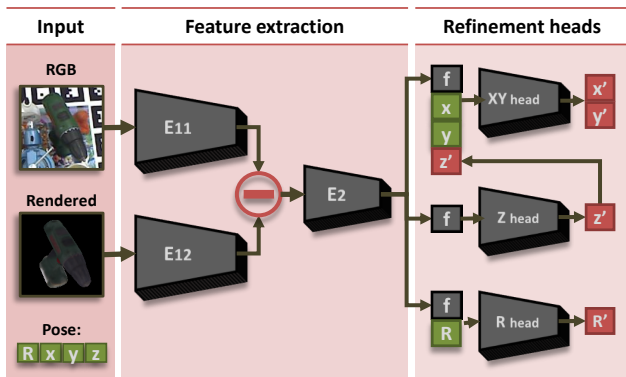 Input
Feature extraction
Refinement heads
RGB
E11
Rendered
E12
Pose:
R x y z
E2
f
x
y
z'
XY head
x'
y'
f
Z head
z'
f
R
R head
R'